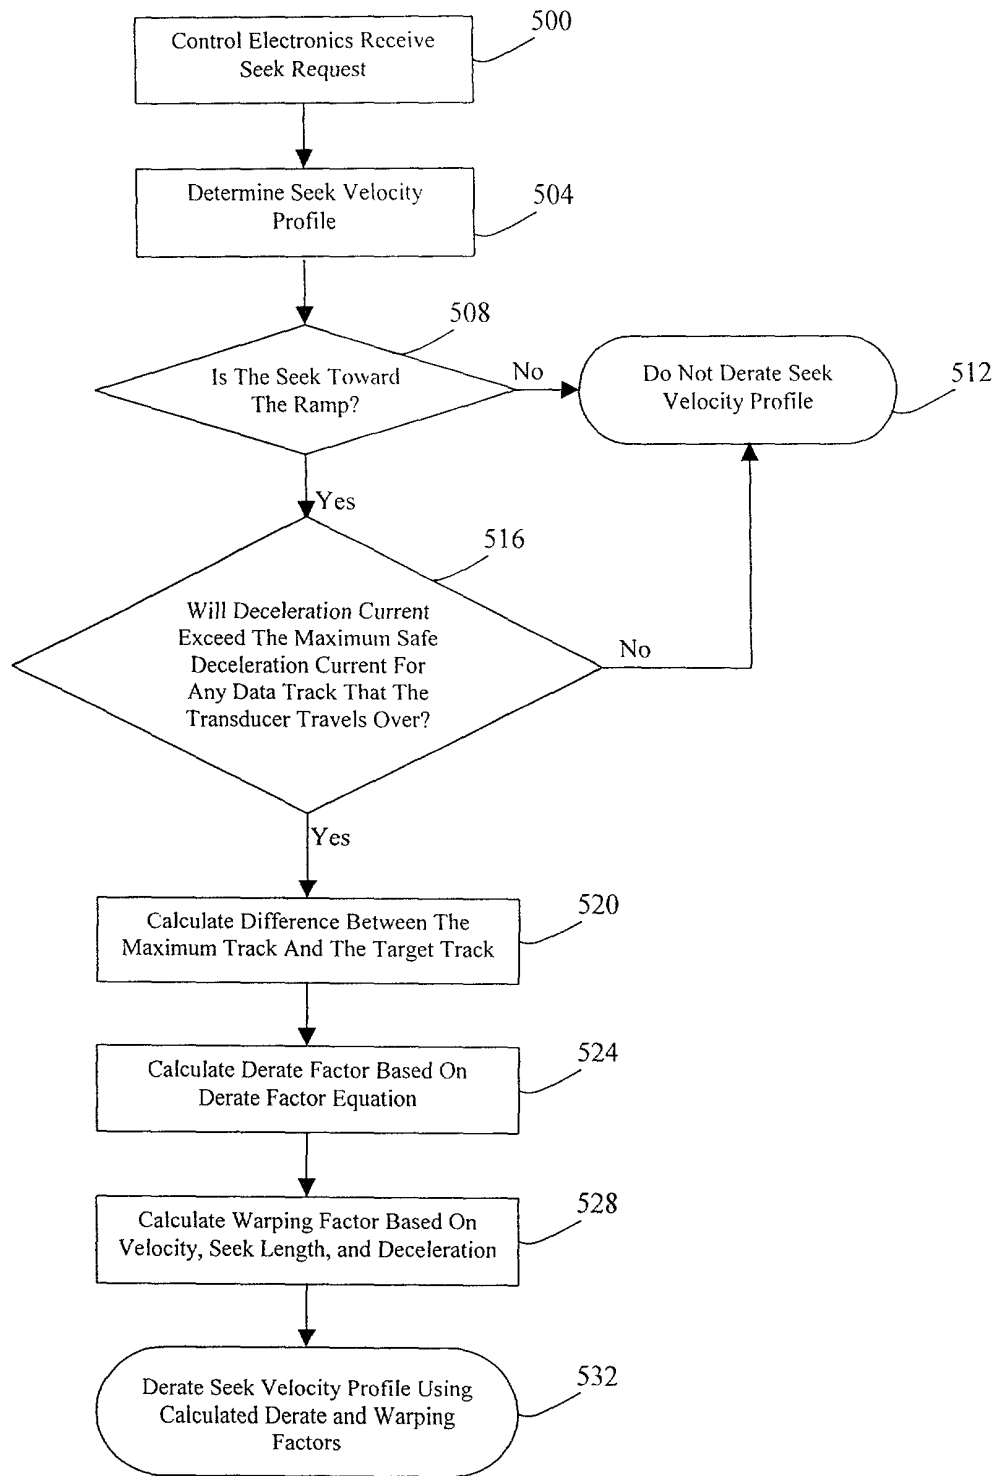 Control Electronics Receive
Seek Request
500
Determine Seek Velocity
Profile
504
508
Is The Seek Toward
The Ramp?
No
Do Not Derate Seek
Velocity Profile
512
Yes
516
Will Deceleration Current
Exceed The Maximum Safe
Deceleration Current For
Any Data Track That The
Transducer Travels Over?
No
Yes
Calculate Difference Between The
Maximum Track And The Target Track
520
Calculate Derate Factor Based On
Derate Factor Equation
524
Calculate Warping Factor Based On
Velocity, Seek Length, and Deceleration
528
Derate Seek Velocity Profile Using
Calculated Derate and Warping
Factors
532